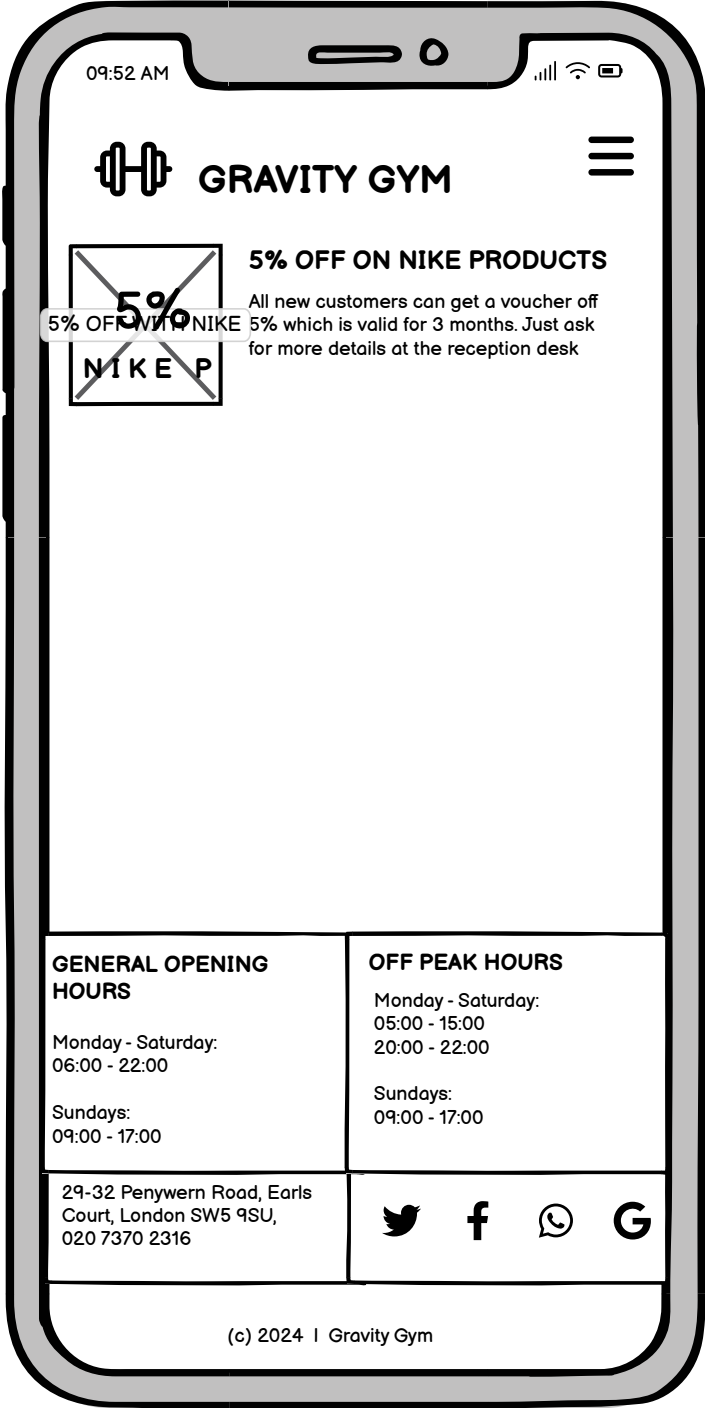 09:52 AM
GRAVITY GYM
5% OFF ON NIKE PRODUCTS
5%
5% OFF WITH NIKE
NIKE P
All new customers can get a voucher off
5% which is valid for 3 months. Just ask
for more details at the reception desk
GENERAL OPENING
HOURS
Monday - Saturday:
06:00 - 22:00
Sundays:
09:00 - 17:00
OFF PEAK HOURS
Monday - Saturday:
05:00 - 15:00
20:00 - 22:00
Sundays:
09:00 - 17:00
29-32 Penywern Road, Earls
Court, London SW5 9SU,
020 7370 2316
(c) 2024 | Gravity Gym